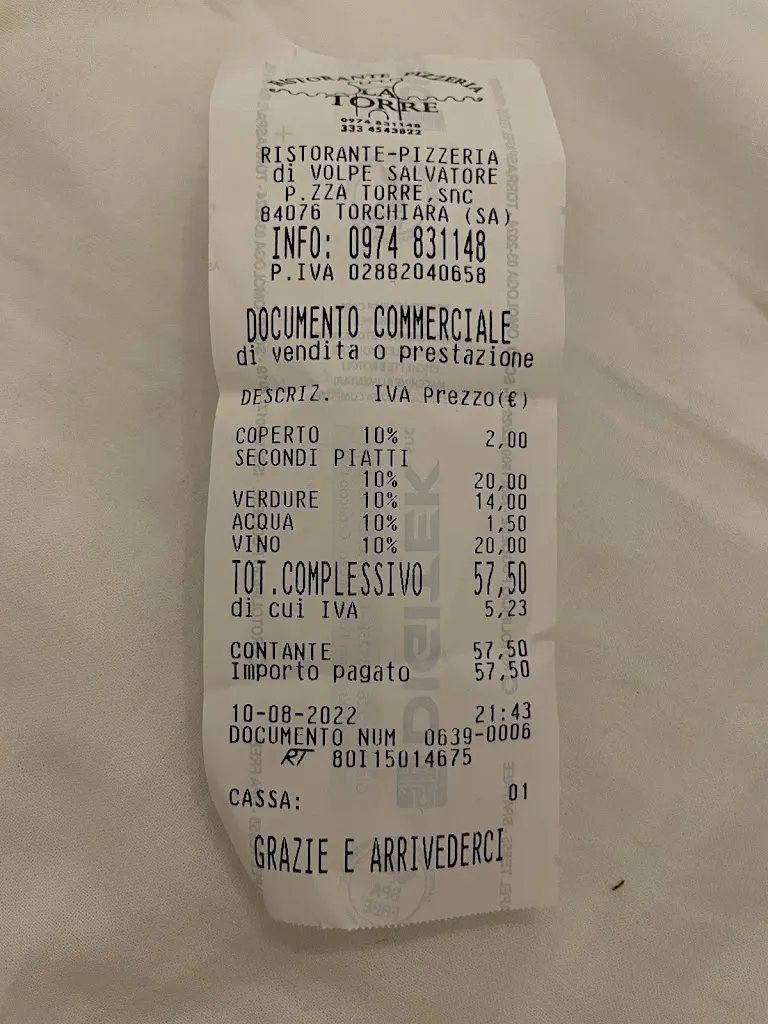 RISTORANTE PIZZERIA
LA
TORRE
0974 831148
333 4543822
RISTORANTE-PIZZERIA
di VOLPE SALVATORE
P.ZZA TORRE,snc
84076 TORCHIARA (SA)
INFO: 0974 831148
P.IVA 02882040658
DOCUMENTO COMMERCIALE
di vendita o prestazione
DESCRIZ. IVA Prezzo(€)
COPERTO 10% 2,00
SECONDI PIATTI
10% 20,00
VERDURE 10% 14,00
ACQUA 10% 1,50
VINO 10% 20,00
TOT.COMPLESSIVO 57,50
di cui IVA 5,23
CONTANTE 57,50
Importo pagato 57,50
10-08-2022 21:43
DOCUMENTO NUM 0639-0006
RT 80I15014675
CASSA: 01
GRAZIE E ARRIVEDERCI
DIGITEK